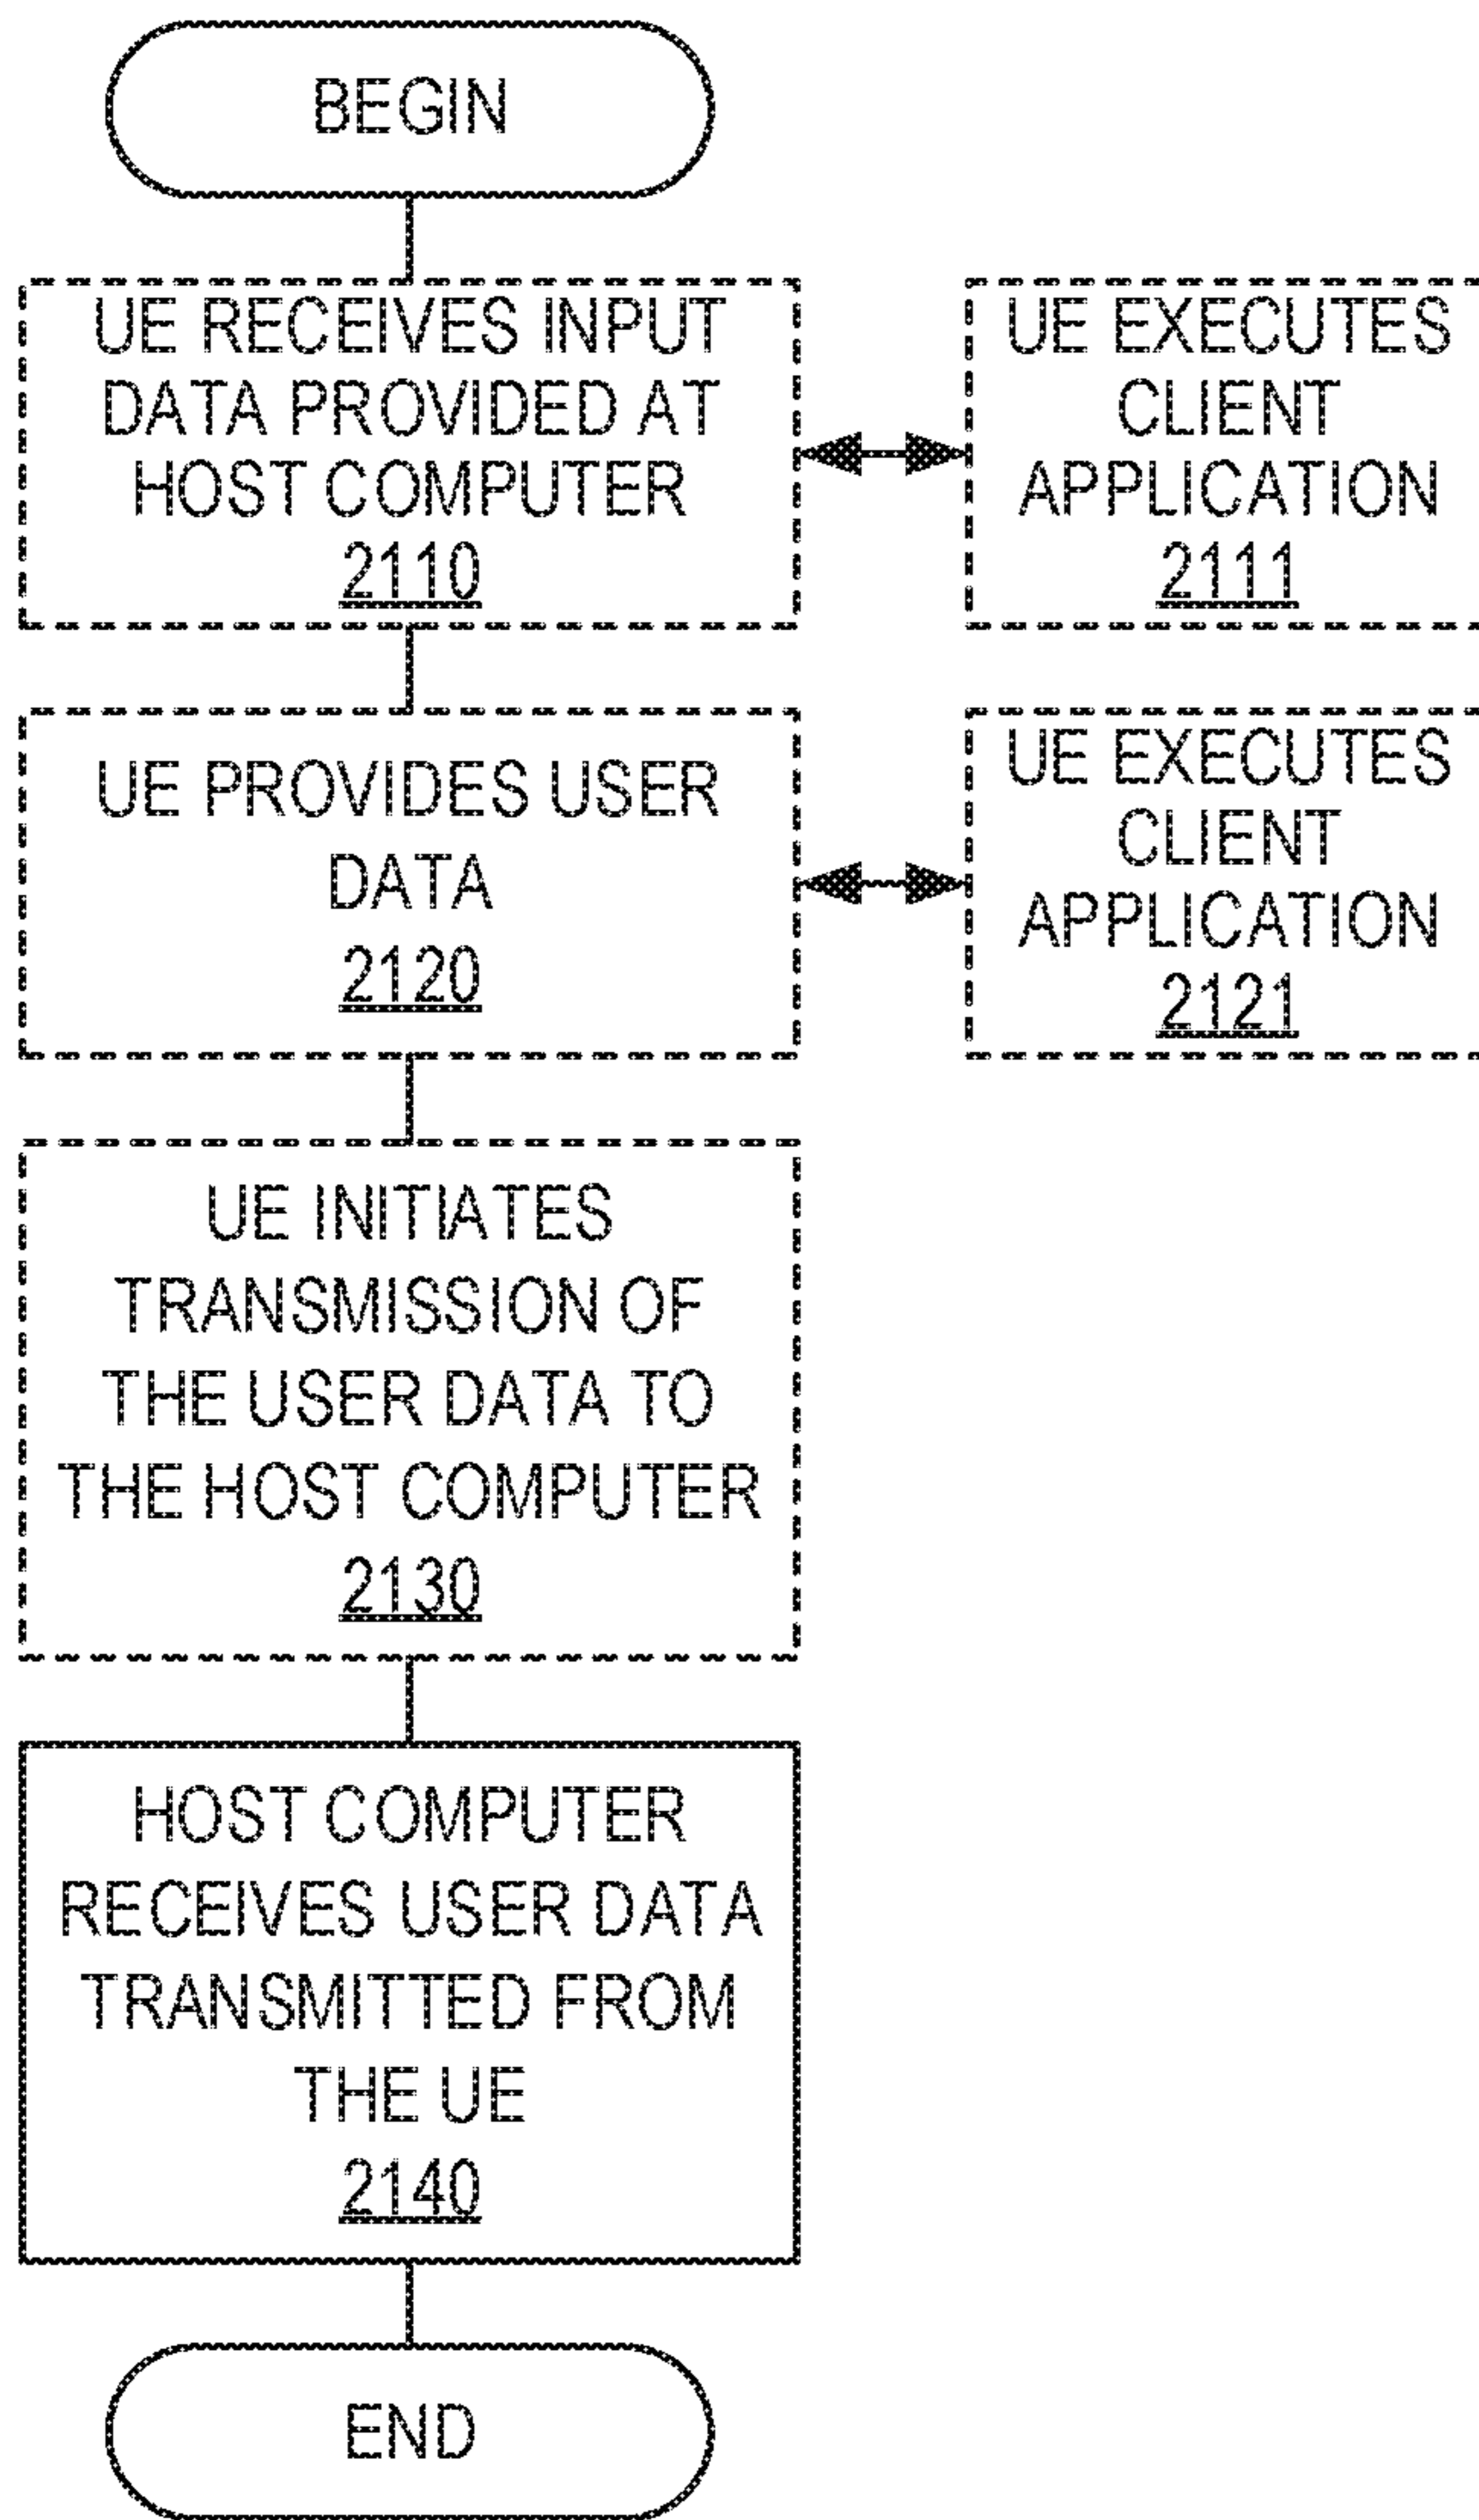 BEGIN
UE RECEIVES INPUT
DATA PROVIDED AT
HOST COMPUTER
2110
UE EXECUTES
CLIENT
APPLICATION
2111
UE PROVIDES USER
DATA
2120
UE EXECUTES
CLIENT
APPLICATION
2121
UE INITIATES
TRANSMISSION OF
THE USER DATA TO
THE HOST COMPUTER
2130
HOST COMPUTER
RECEIVES USER DATA
TRANSMITTED FROM
THE UE
2140
END